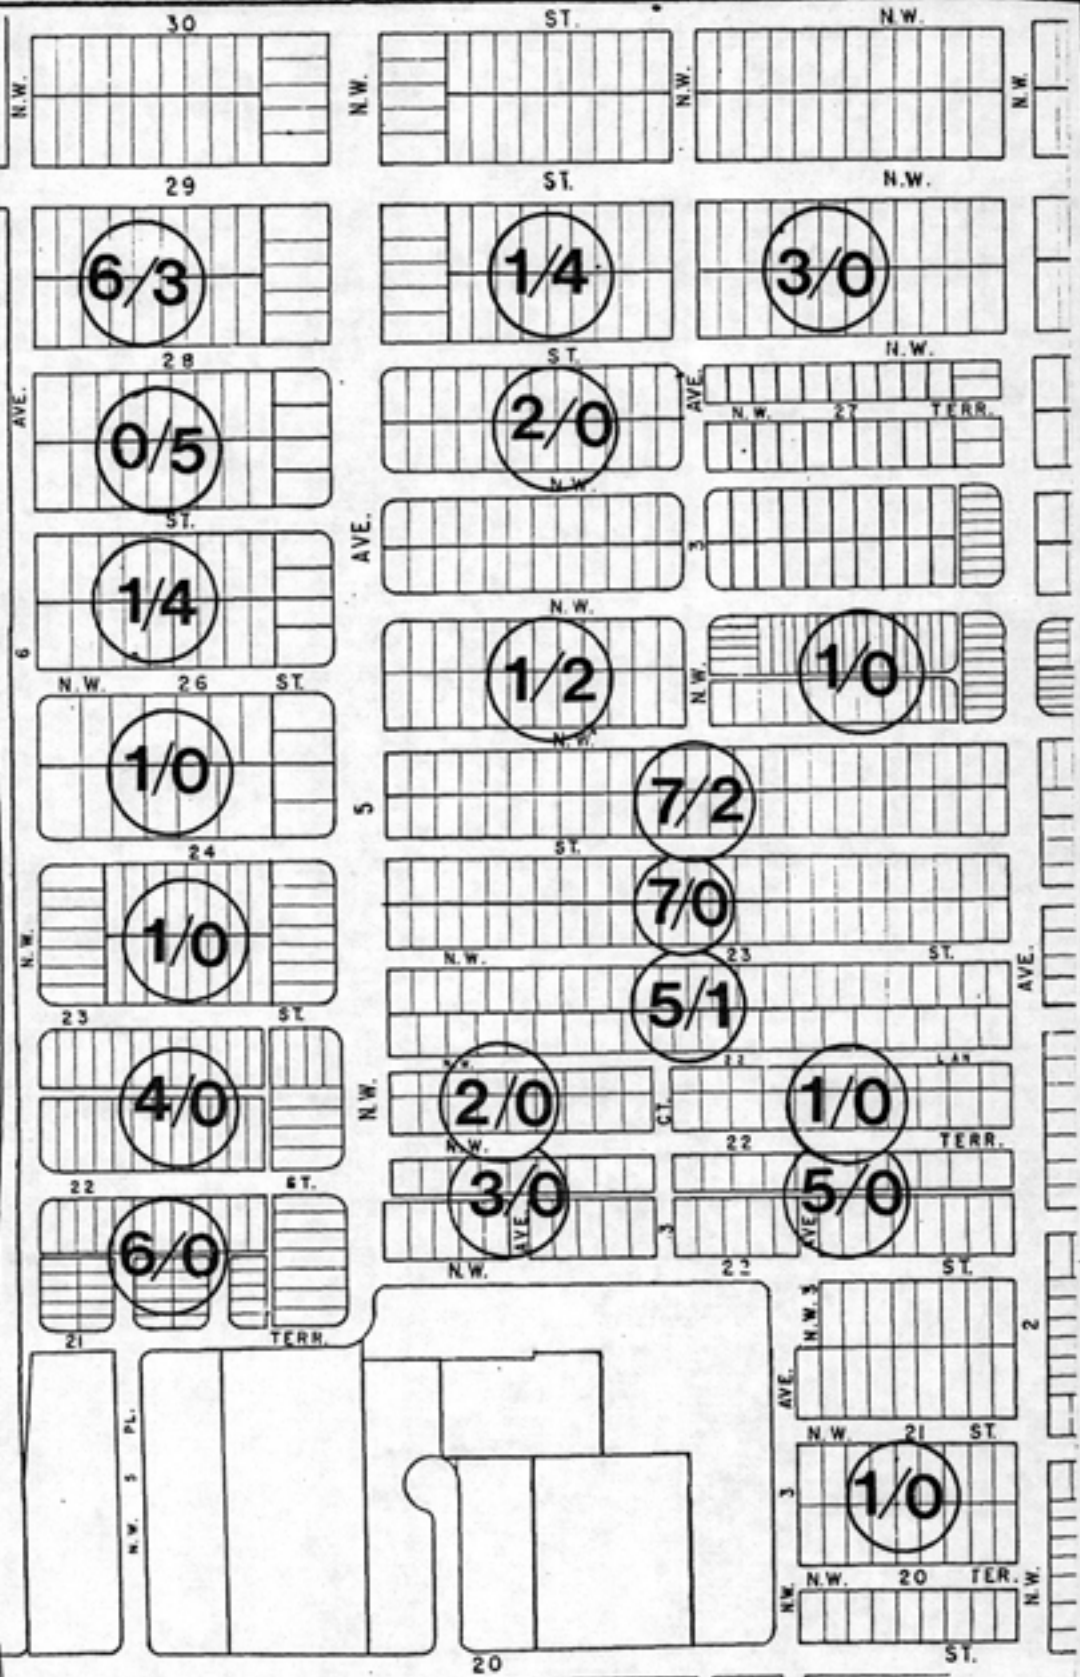 30 ST. N.W.
N.W. N.W. N.W. N.W.
29 ST. N.W.
6/3 1/4 3/0
28 ST. N.W.
AVE. AVE.
2/0
N.W. 27 TERR.
0/5
N.W.
ST.
AVE.
3
1/4
N.W.
6
1/2 N.W. 1/0
N.W. 26 ST.
N.W.
1/0 5 7/2
24 ST.
7/0
N.W. 1/0
N.W. 23 ST.
AVE.
5/1
23 ST.
N.W. 22 LAN
4/0 N.W. 2/0 CT. 1/0
N.W. 22 TERR.
22 ST.
3/0 5/0
AVE. 3 AVE
6/0
N.W. 22 ST.
N.W. 3
2
21 TERR.
AVE.
N.W. 5 PL.
N.W. 21 ST.
3 1/0
N.W. 20 TER.
N.W. N.W.
20 ST.